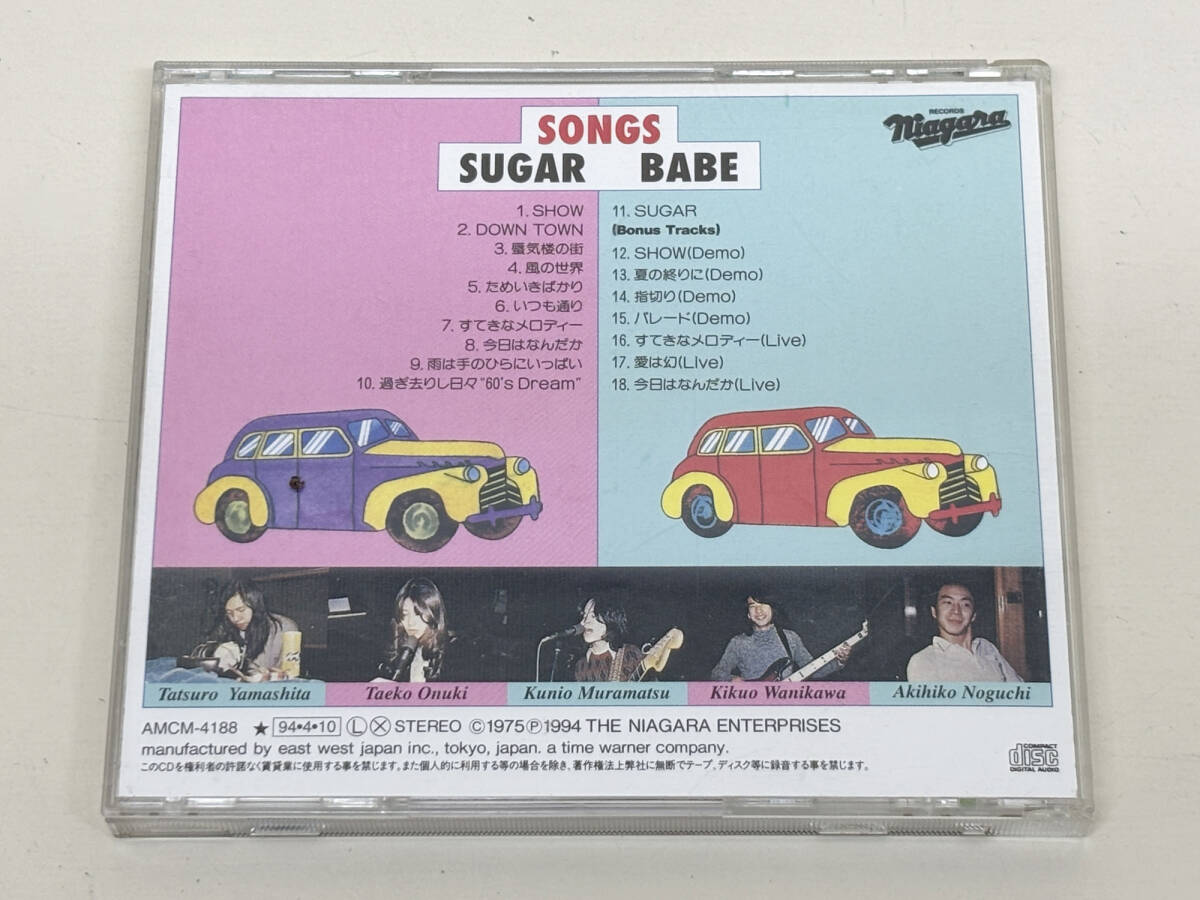 SONGS
SUGAR BABE
RECORDS
Niagara
1. SHOW
2. DOWN TOWN
3. 蜃気楼の街
4. 風の世界
5. ためいきばかり
6. いつも通り
7. すてきなメロディー
8. 今日はなんだか
9. 雨は手のひらにいっぱい
10. 過ぎ去りし日々"60's Dream"
11. SUGAR
(Bonus Tracks)
12. SHOW(Demo)
13. 夏の終りに(Demo)
14. 指切り(Demo)
15. パレード(Demo)
16. すてきなメロディー(Live)
17. 愛は幻(Live)
18. 今日はなんだか(Live)
Tatsuro Yamashita
Taeko Onuki
Kunio Muramatsu
Kikuo Wanikawa
Akihiko Noguchi
AMCM-4188 ★ 94•4•10 Ⓛ Ⓧ STEREO ©1975 ℗1994 THE NIAGARA ENTERPRISES
manufactured by east west japan inc., tokyo, japan. a time warner company.
このCDを権利者の許諾なく賃貸業に使用する事を禁じます。また個人的に利用する等の場合を除き、著作権法上弊社に無断でテープ、ディスク等に録音する事を禁じます。
COMPACT
disc
DIGITAL AUDIO